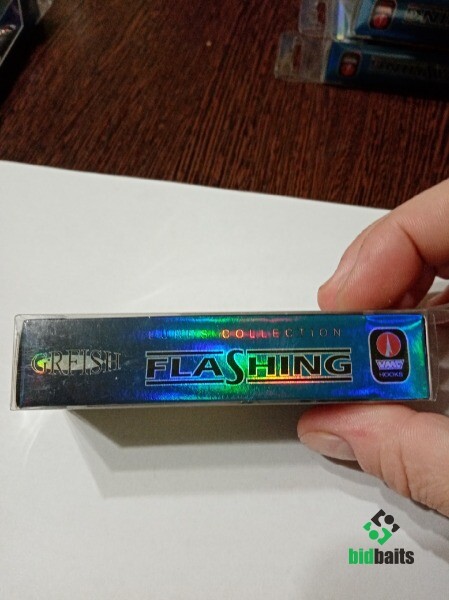 COLLECTION
GREISH
FLASHING
VMC
HOOKS
bidbaits